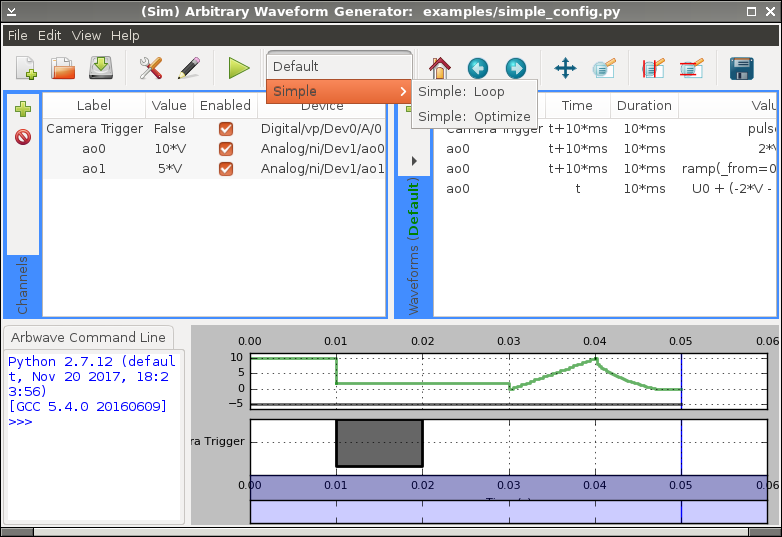 (Sim) Arbitrary Waveform Generator:  examples/simple_config.py
File Edit View Help
Default
Simple
Simple:  Loop
Simple:  Optimize
Channels
Label Value Enabled Device
Camera Trigger False Digital/vp/Dev0/A/0
ao0 10*V Analog/ni/Dev1/ao0
ao1 5*V Analog/ni/Dev1/ao1
Waveforms (Default)
Time Duration Valu
Camera Trigger t+10*ms 10*ms puls
ao0 t+10*ms 10*ms 2*V
ao0 t+10*ms 10*ms ramp(_from=0
ao0 t 10*ms U0 + (-2*V -
Arbwave Command Line
Python 2.7.12 (defaul
t, Nov 20 2017, 18:2
3:56)
[GCC 5.4.0 20160609]
>>>
0.00 0.01 0.02 0.03 0.04 0.05 0.06
10
5
0
−5
ra Trigger
0.00 0.01 0.02 0.03 0.04 0.05 0.06